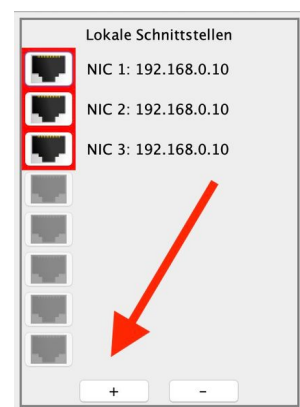 Lokale Schnittstellen
NIC 1: 192.168.0.10
NIC 2: 192.168.0.10
NIC 3: 192.168.0.10
+ -